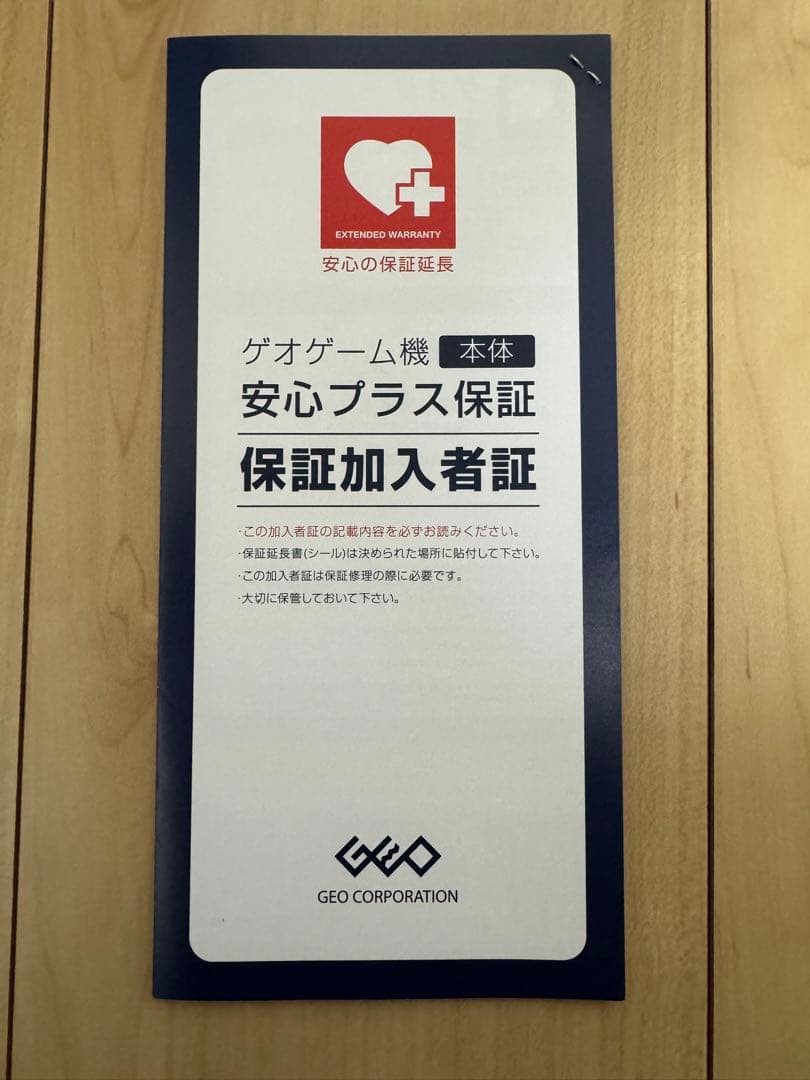 EXTENDED WARRANTY
安心の保証延長
ゲオゲーム機 本体
安心プラス保証
保証加入者証
・この加入者証の記載内容を必ずお読みください。
・保証延長書(シール)は決められた場所に貼付して下さい。
・この加入者証は保証修理の際に必要です。
・大切に保管しておいて下さい。
GEO
GEO CORPORATION